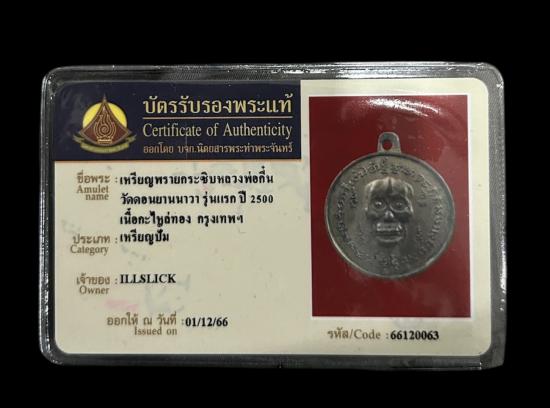 บัตรรับรองพระแท้
Certificate of Authenticity
ออกโดย บจก.นิตยสารพระท่าพระจันทร์
ชื่อพระ : เหรียญพรายกระซิบหลวงพ่อกึ๋น
Amulet name
วัดดอนยานนาวา รุ่นแรก ปี 2500
เนื้อกะไหล่ทอง กรุงเทพฯ
ประเภท : เหรียญปั๊ม
Category
เจ้าของ : ILLSLICK
Owner
ออกให้ ณ วันที่ : 01/12/66
Issued on
รหัส/Code : 66120063